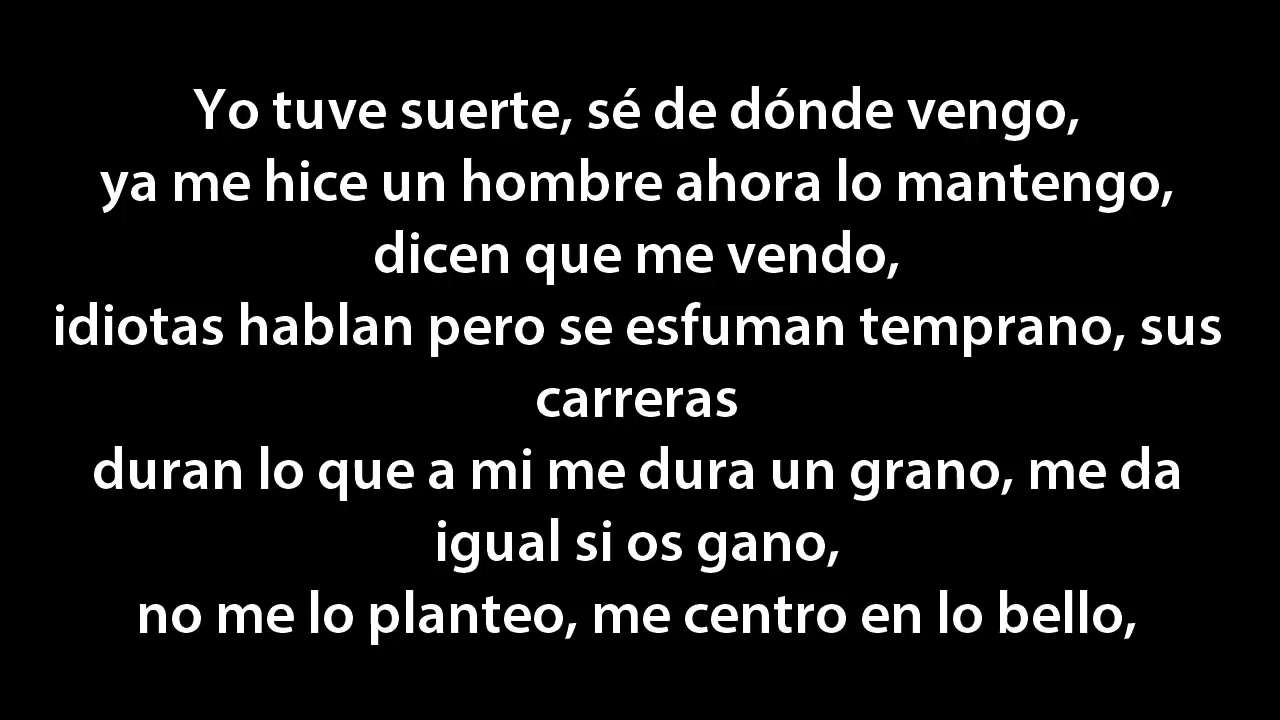 Yo tuve suerte, sé de dónde vengo,
ya me hice un hombre ahora lo mantengo,
dicen que me vendo,
idiotas hablan pero se esfuman temprano, sus
carreras
duran lo que a mi me dura un grano, me da
igual si os gano,
no me lo planteo, me centro en lo bello,